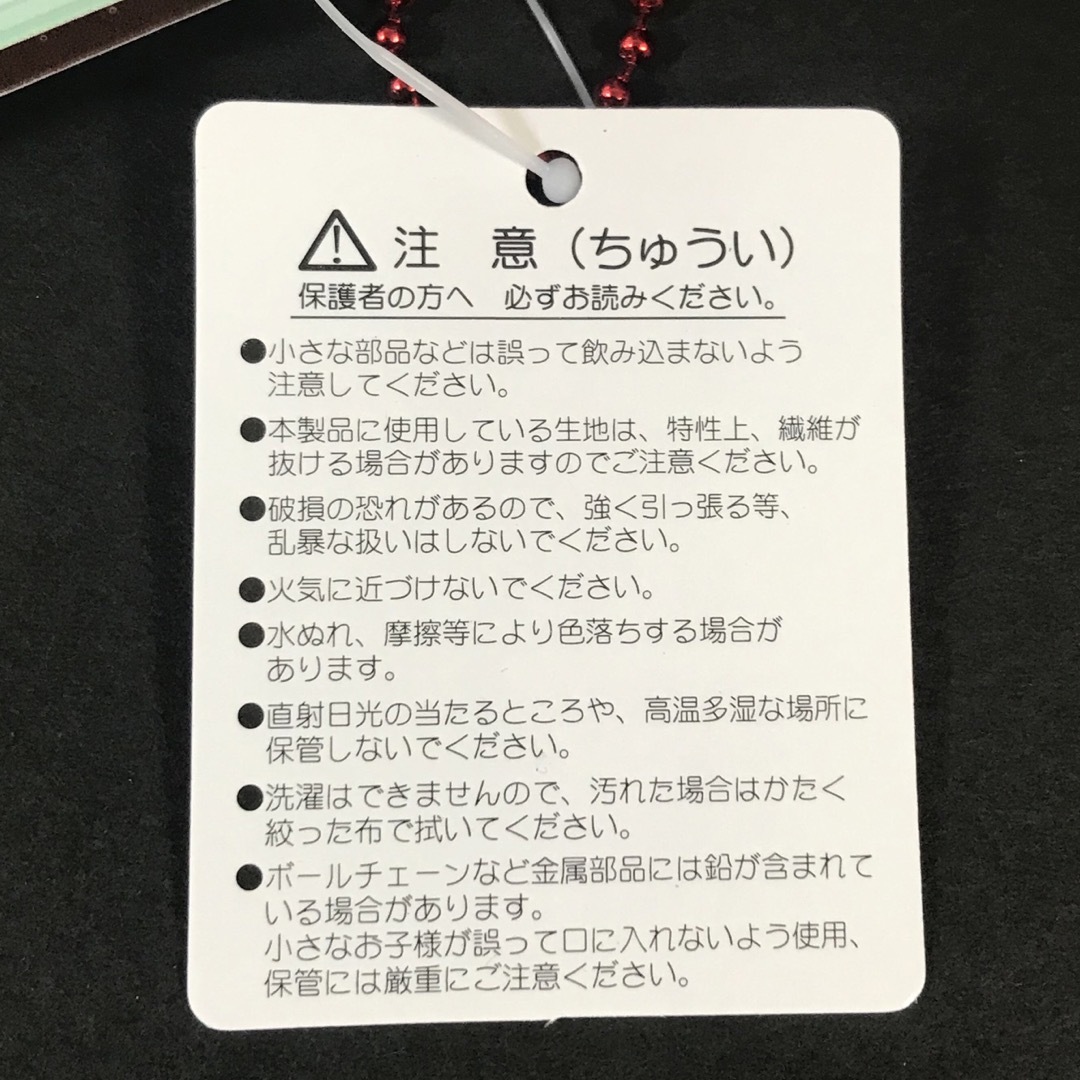 注 意（ちゅうい）
保護者の方へ 必ずお読みください。
●小さな部品などは誤って飲み込まないよう
注意してください。
●本製品に使用している生地は、特性上、繊維が
抜ける場合がありますのでご注意ください。
●破損の恐れがあるので、強く引っ張る等、
乱暴な扱いはしないでください。
●火気に近づけないでください。
●水ぬれ、摩擦等により色落ちする場合が
あります。
●直射日光の当たるところや、高温多湿な場所に
保管しないでください。
●洗濯はできませんので、汚れた場合はかたく
絞った布で拭いてください。
●ボールチェーンなど金属部品には鉛が含まれて
いる場合があります。
小さなお子様が誤って口に入れないよう使用、
保管には厳重にご注意ください。